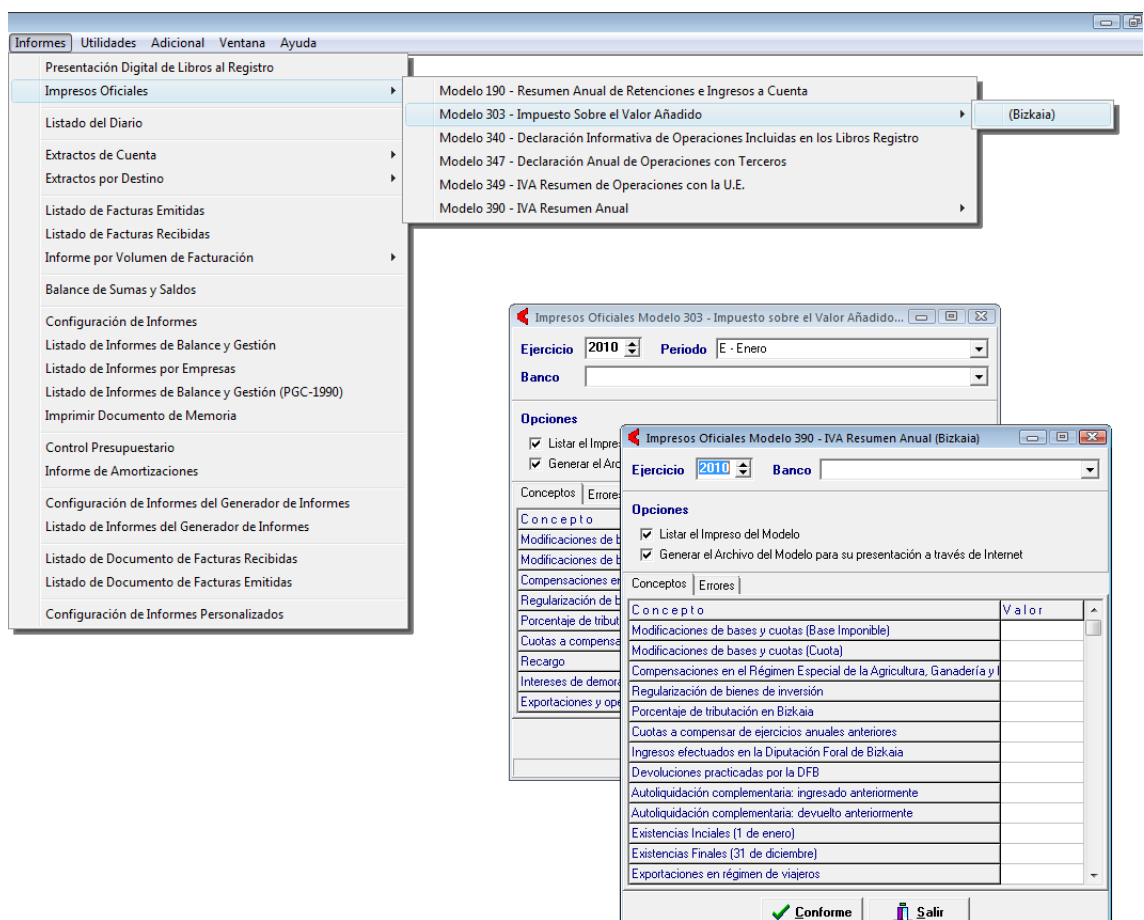 Informes Utilidades Adicional Ventana Ayuda
Presentación Digital de Libros al Registro
Impresos Oficiales
Listado del Diario
Extractos de Cuenta
Extractos por Destino
Listado de Facturas Emitidas
Listado de Facturas Recibidas
Informe por Volumen de Facturación
Balance de Sumas y Saldos
Configuración de Informes
Listado de Informes de Balance y Gestión
Listado de Informes por Empresas
Listado de Informes de Balance y Gestión (PGC-1990)
Imprimir Documento de Memoria
Control Presupuestario
Informe de Amortizaciones
Configuración de Informes del Generador de Informes
Listado de Informes del Generador de Informes
Listado de Documento de Facturas Recibidas
Listado de Documento de Facturas Emitidas
Configuración de Informes Personalizados
Modelo 190 - Resumen Anual de Retenciones e Ingresos a Cuenta
Modelo 303 - Impuesto Sobre el Valor Añadido
Modelo 340 - Declaración Informativa de Operaciones Incluidas en los Libros Registro
Modelo 347 - Declaración Anual de Operaciones con Terceros
Modelo 349 - IVA Resumen de Operaciones con la U.E.
Modelo 390 - IVA Resumen Anual
(Bizkaia)
Impresos Oficiales Modelo 303 - Impuesto sobre el Valor Añadido...
Ejercicio 2010 Periodo E - Enero
Banco
Opciones
Listar el Impre
Generar el Arc
Conceptos Errore
Concepto
Modificaciones de b
Modificaciones de b
Compensaciones er
Regularización de b
Porcentaje de tribut
Cuotas a compensa
Recargo
Intereses de demora
Exportaciones y ope
Impresos Oficiales Modelo 390 - IVA Resumen Anual (Bizkaia)
Ejercicio 2010 Banco
Opciones
Listar el Impreso del Modelo
Generar el Archivo del Modelo para su presentación a través de Internet
Conceptos Errores
Concepto Valor
Modificaciones de bases y cuotas (Base Imponible)
Modificaciones de bases y cuotas (Cuota)
Compensaciones en el Régimen Especial de la Agricultura, Ganadería y l
Regularización de bienes de inversión
Porcentaje de tributación en Bizkaia
Cuotas a compensar de ejercicios anuales anteriores
Ingresos efectuados en la Diputación Foral de Bizkaia
Devoluciones practicadas por la DFB
Autoliquidación complementaria: ingresado anteriormente
Autoliquidación complementaria: devuelto anteriormente
Existencias Inciales (1 de enero)
Existencias Finales (31 de diciembre)
Exportaciones en régimen de viajeros
Conforme Salir